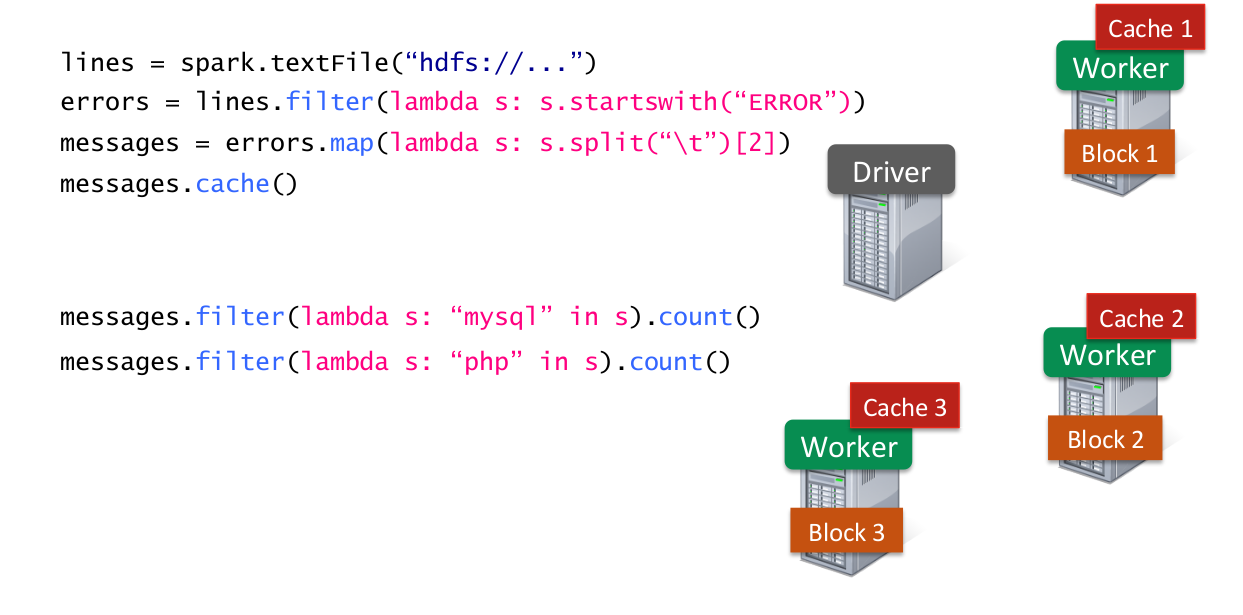 lines = spark.textFile(“hdfs://...”)
errors = lines.filter(lambda s: s.startswith(“ERROR”))
messages = errors.map(lambda s: s.split(“\t”)[2])
messages.cache()
messages.filter(lambda s: “mysql” in s).count()
messages.filter(lambda s: “php” in s).count()
Driver
Cache 1
Worker
Block 1
Cache 2
Worker
Block 2
Cache 3
Worker
Block 3